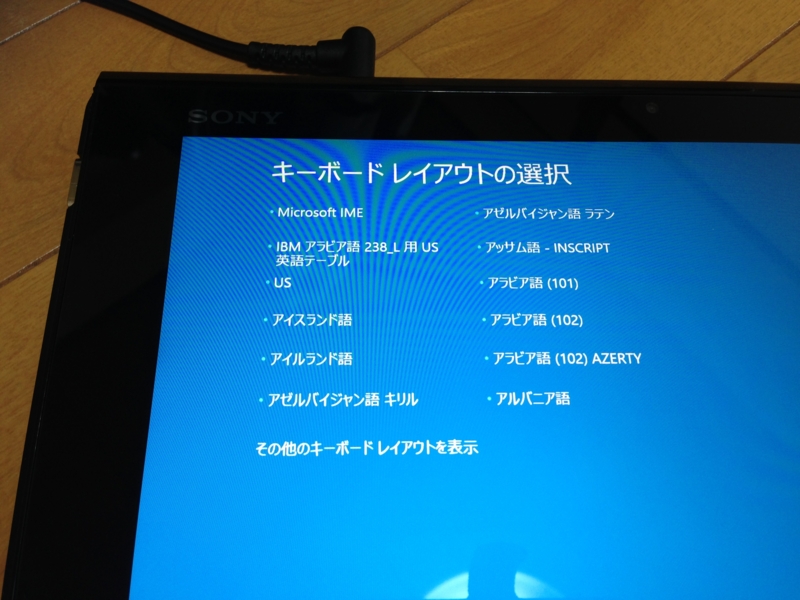 SONY
キーボード レイアウトの選択
Microsoft IME
IBM アラビア語 238_L 用 US
英語テーブル
US
アイスランド語
アイルランド語
アゼルバイジャン語 キリル
アゼルバイジャン語 ラテン
アッサム語 - INSCRIPT
アラビア語 (101)
アラビア語 (102)
アラビア語 (102) AZERTY
アルバニア語
その他のキーボード レイアウトを表示